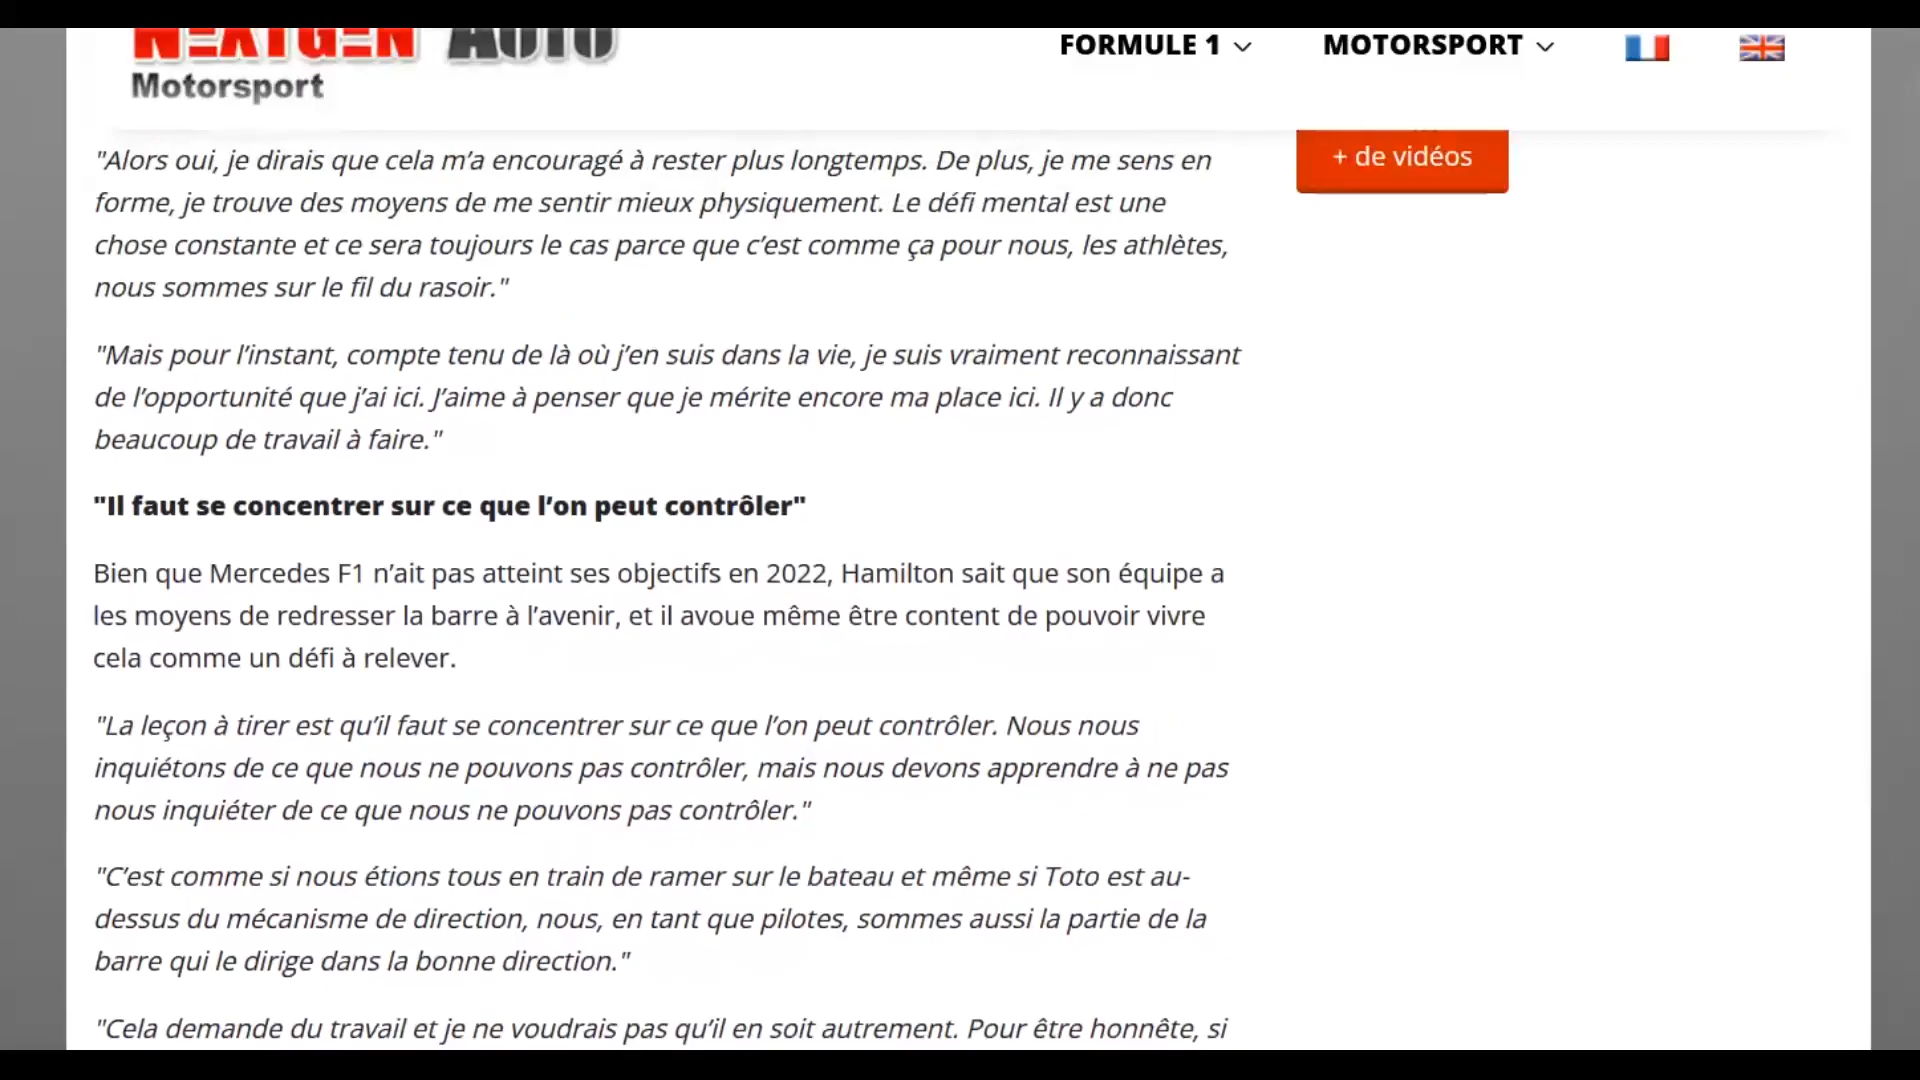 NEXTGEN AUTO
Motorsport
FORMULE 1
MOTORSPORT
+ de vidéos
"Alors oui, je dirais que cela m’a encouragé à rester plus longtemps. De plus, je me sens en
forme, je trouve des moyens de me sentir mieux physiquement. Le défi mental est une
chose constante et ce sera toujours le cas parce que c’est comme ça pour nous, les athlètes,
nous sommes sur le fil du rasoir."
"Mais pour l’instant, compte tenu de là où j’en suis dans la vie, je suis vraiment reconnaissant
de l’opportunité que j’ai ici. J’aime à penser que je mérite encore ma place ici. Il y a donc
beaucoup de travail à faire."
"Il faut se concentrer sur ce que l’on peut contrôler"
Bien que Mercedes F1 n’ait pas atteint ses objectifs en 2022, Hamilton sait que son équipe a
les moyens de redresser la barre à l’avenir, et il avoue même être content de pouvoir vivre
cela comme un défi à relever.
"La leçon à tirer est qu’il faut se concentrer sur ce que l’on peut contrôler. Nous nous
inquiétons de ce que nous ne pouvons pas contrôler, mais nous devons apprendre à ne pas
nous inquiéter de ce que nous ne pouvons pas contrôler."
"C’est comme si nous étions tous en train de ramer sur le bateau et même si Toto est au-
dessus du mécanisme de direction, nous, en tant que pilotes, sommes aussi la partie de la
barre qui le dirige dans la bonne direction."
"Cela demande du travail et je ne voudrais pas qu’il en soit autrement. Pour être honnête, si